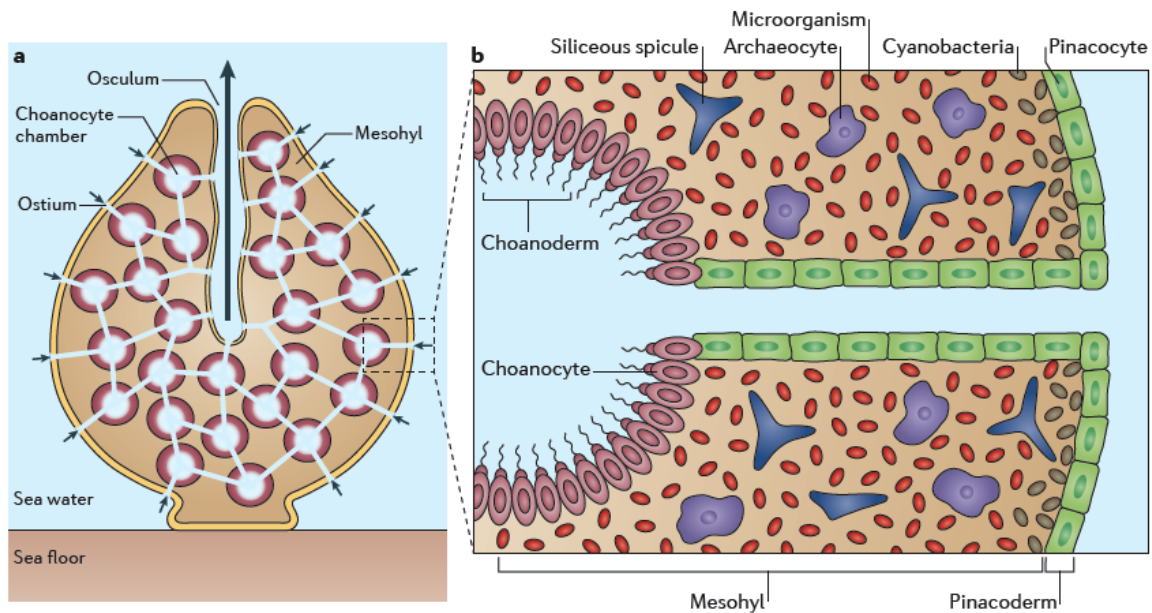 a
Osculum
Choanocyte
chamber
Mesohyl
Ostium
Sea water
Sea floor
b
Microorganism
Siliceous spicule
Archaeocyte
Cyanobacteria
Pinacocyte
Choanoderm
Choanocyte
Mesohyl
Pinacoderm